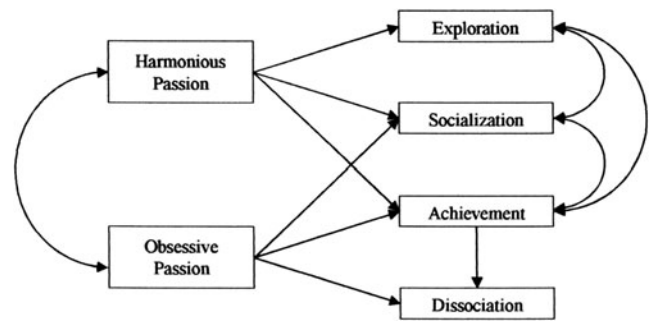 Exploration
Harmonious
Passion
Socialization
Achievement
Obsessive
Passion
Dissociation